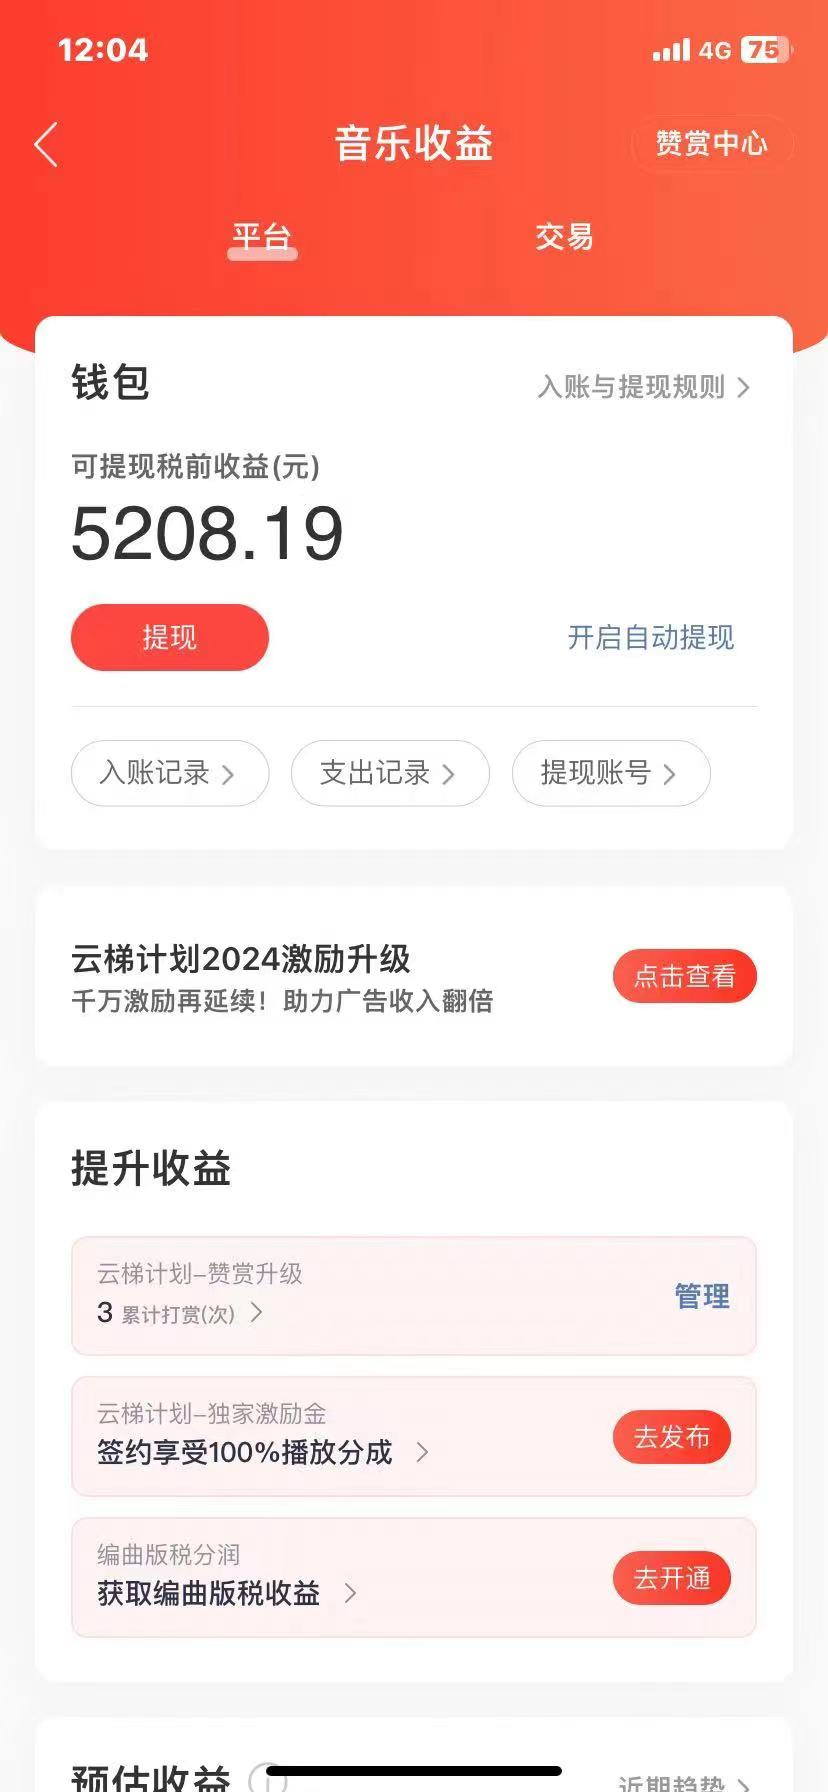 12:04
4G 75
音乐收益
赞赏中心
平台
交易
钱包
入账与提现规则
可提现税前收益(元)
5208.19
提现
开启自动提现
入账记录
支出记录
提现账号
云梯计划2024激励升级
千万激励再延续！助力广告收入翻倍
点击查看
提升收益
云梯计划–赞赏升级
3 累计打赏(次)
管理
云梯计划–独家激励金
签约享受100%播放分成
去发布
编曲版税分润
获取编曲版税收益
去开通
预估收益
近期趋势